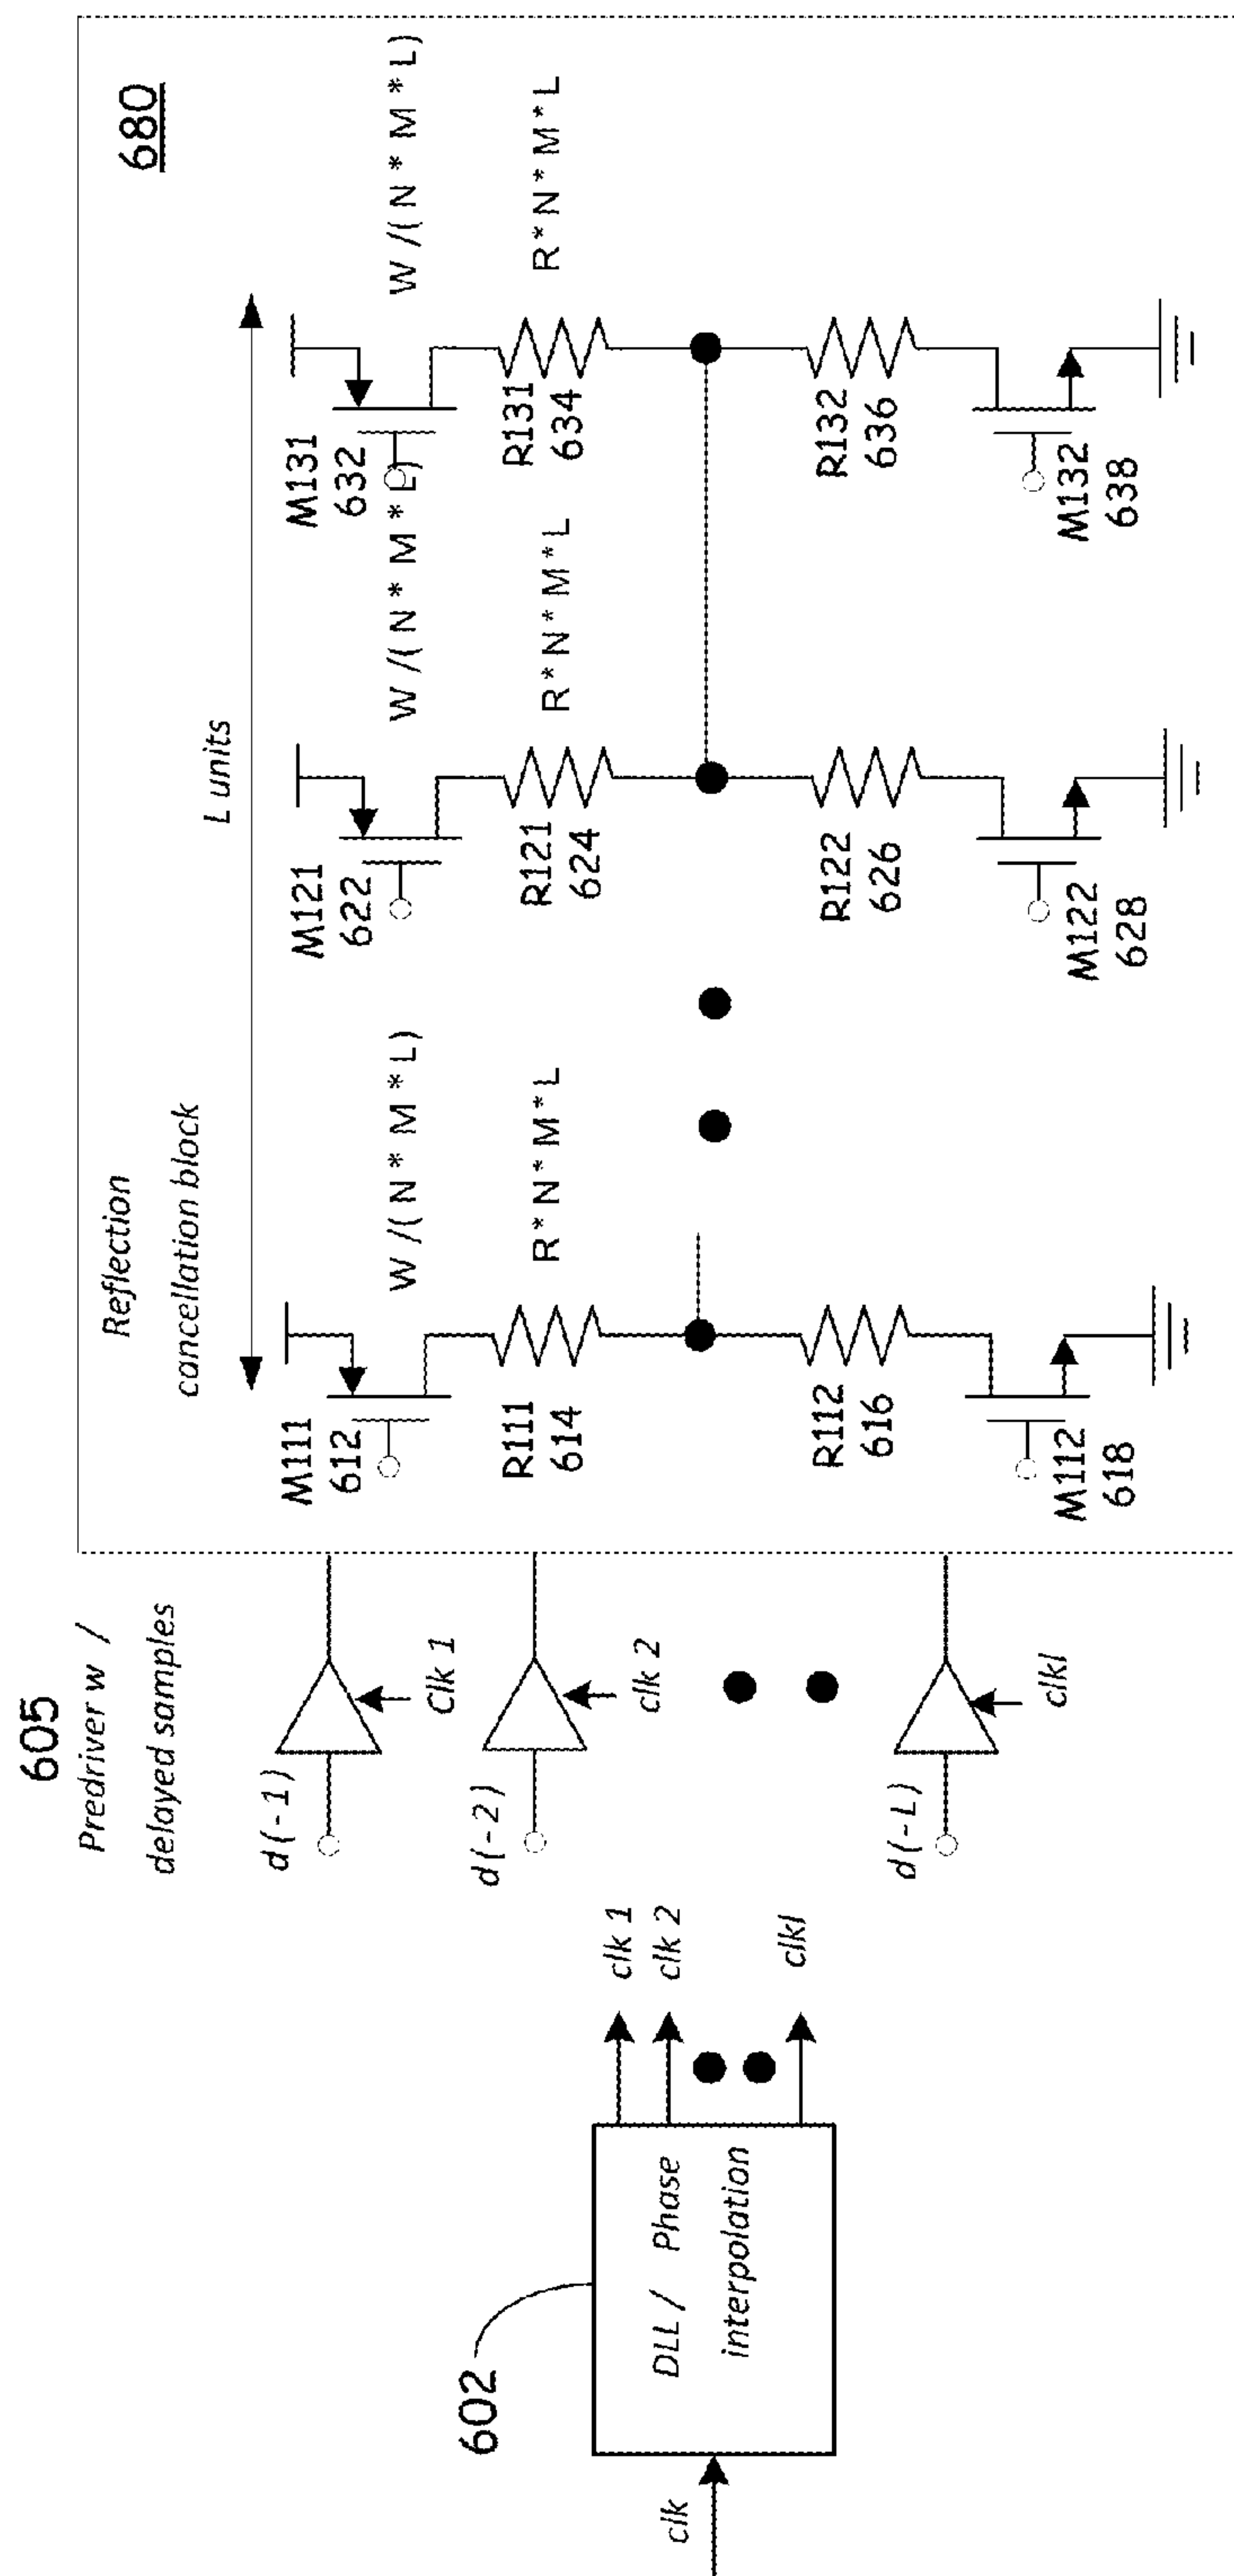 602
clk
DLL / Phase
interpolation
clk 1
clk 2
clkl
605
Predriver w /
delayed samples
d(-1)
Clk 1
d(-2)
clk 2
d(-L)
clkl
680
Reflection
cancellation block
L units
M111
612
W /( N * M * L)
R111
614
R * N * M * L
R112
616
M112
618
M121
622
W /( N * M * L)
R121
624
R * N * M * L
R122
626
M122
628
M131
632
W /( N * M * L)
R131
634
R * N * M * L
R132
636
M132
638